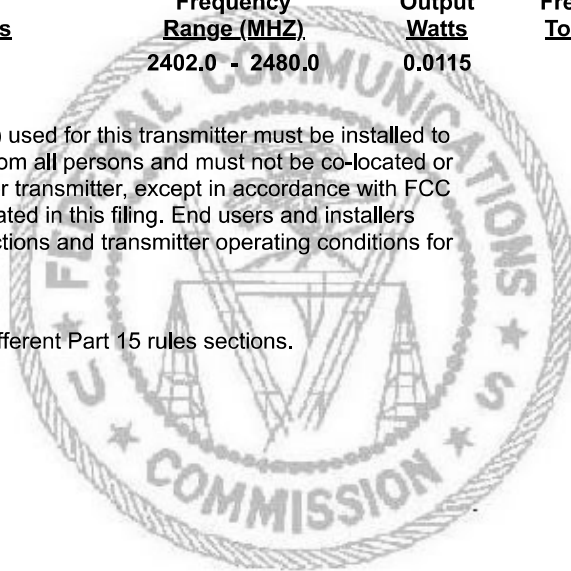 Frequency Output Fre
s Range (MHZ) Watts To
2402.0 - 2480.0 0.0115
) used for this transmitter must be installed to
om all persons and must not be co-located or
r transmitter, except in accordance with FCC
ated in this filing. End users and installers
ctions and transmitter operating conditions for
fferent Part 15 rules sections.
FEDERAL COMMUNICATIONS
U S
COMMISSION